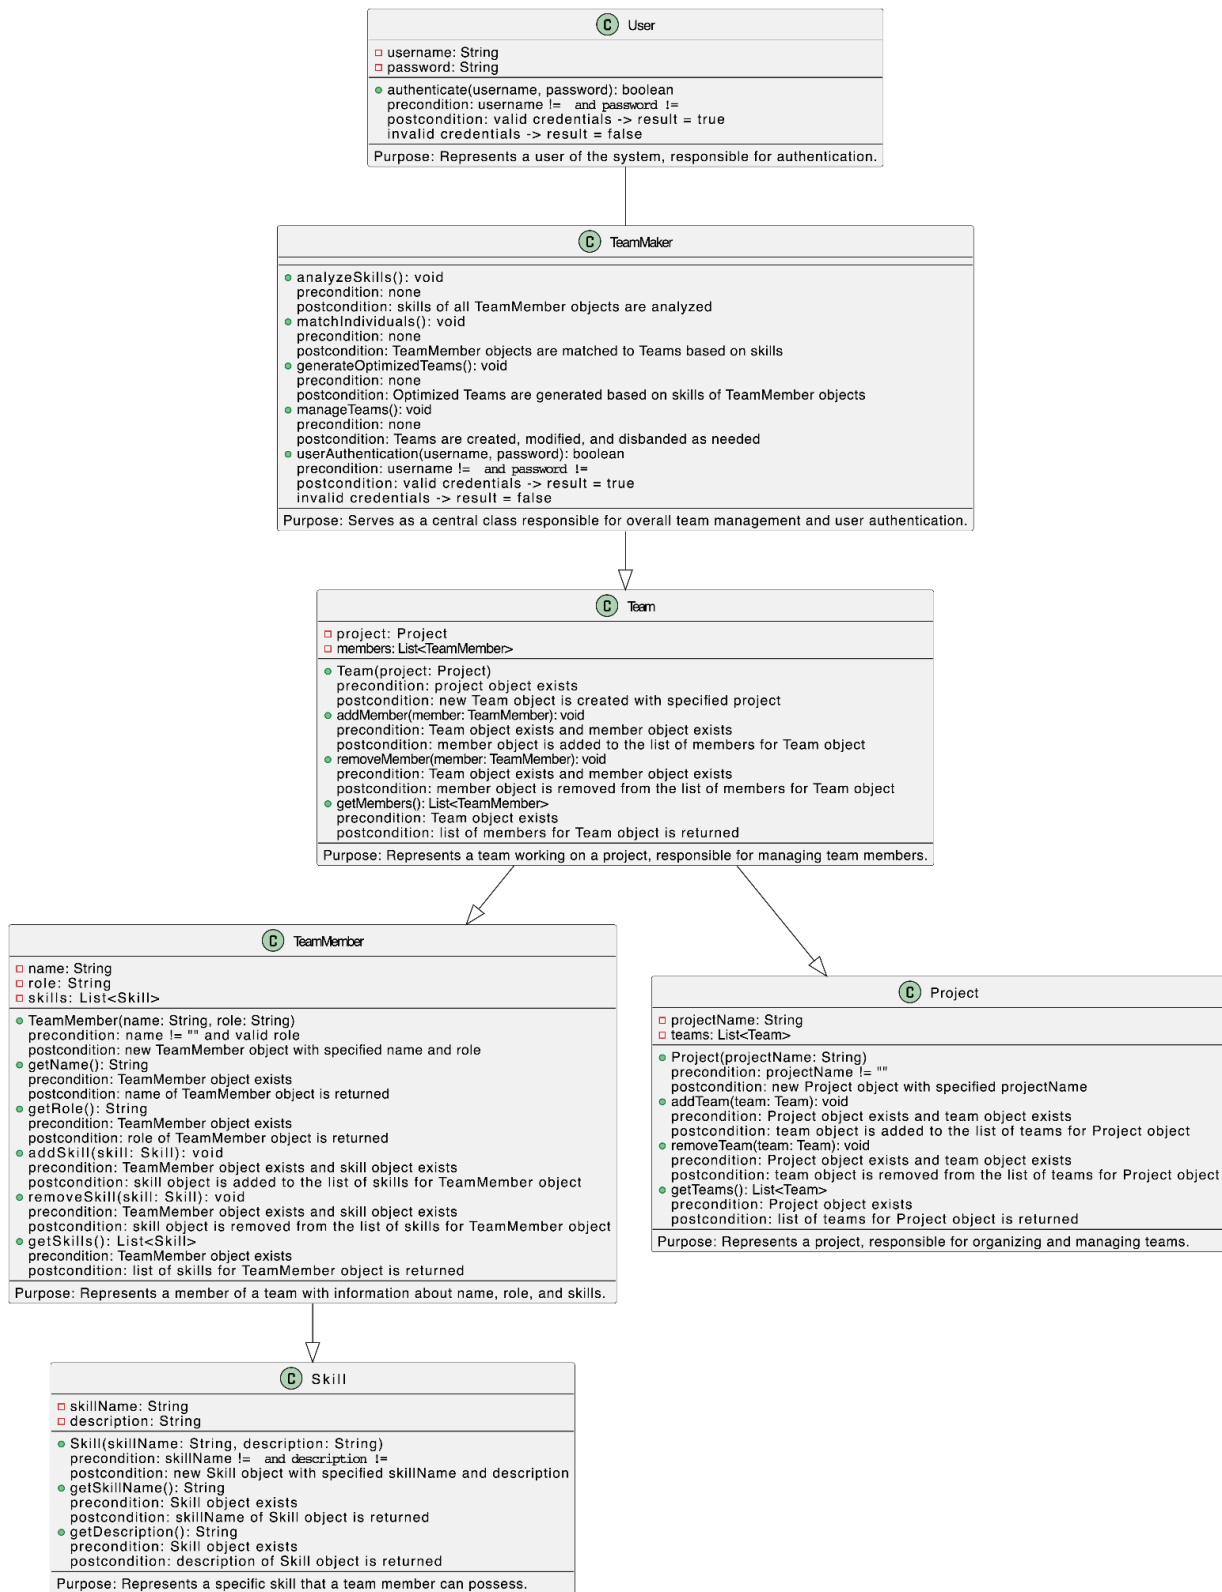 C User
username: String
password: String
authenticate(username, password): boolean
precondition: username != and password !=
postcondition: valid credentials -> result = true
invalid credentials -> result = false
Purpose: Represents a user of the system, responsible for authentication.
C TeamMaker
analyzeSkills(): void
precondition: none
postcondition: skills of all TeamMember objects are analyzed
matchIndividuals(): void
precondition: none
postcondition: TeamMember objects are matched to Teams based on skills
generateOptimizedTeams(): void
precondition: none
postcondition: Optimized Teams are generated based on skills of TeamMember objects
manageTeams(): void
precondition: none
postcondition: Teams are created, modified, and disbanded as needed
userAuthentication(username, password): boolean
precondition: username != and password !=
postcondition: valid credentials -> result = true
invalid credentials -> result = false
Purpose: Serves as a central class responsible for overall team management and user authentication.
C Team
project: Project
members: List<TeamMember>
Team(project: Project)
precondition: project object exists
postcondition: new Team object is created with specified project
addMember(member: TeamMember): void
precondition: Team object exists and member object exists
postcondition: member object is added to the list of members for Team object
removeMember(member: TeamMember): void
precondition: Team object exists and member object exists
postcondition: member object is removed from the list of members for Team object
getMembers(): List<TeamMember>
precondition: Team object exists
postcondition: list of members for Team object is returned
Purpose: Represents a team working on a project, responsible for managing team members.
C TeamMember
name: String
role: String
skills: List<Skill>
TeamMember(name: String, role: String)
precondition: name != "" and valid role
postcondition: new TeamMember object with specified name and role
getName(): String
precondition: TeamMember object exists
postcondition: name of TeamMember object is returned
getRole(): String
precondition: TeamMember object exists
postcondition: role of TeamMember object is returned
addSkill(skill: Skill): void
precondition: TeamMember object exists and skill object exists
postcondition: skill object is added to the list of skills for TeamMember object
removeSkill(skill: Skill): void
precondition: TeamMember object exists and skill object exists
postcondition: skill object is removed from the list of skills for TeamMember object
getSkills(): List<Skill>
precondition: TeamMember object exists
postcondition: list of skills for TeamMember object is returned
Purpose: Represents a member of a team with information about name, role, and skills.
C Project
projectName: String
teams: List<Team>
Project(projectName: String)
precondition: projectName != ""
postcondition: new Project object with specified projectName
addTeam(team: Team): void
precondition: Project object exists and team object exists
postcondition: team object is added to the list of teams for Project object
removeTeam(team: Team): void
precondition: Project object exists and team object exists
postcondition: team object is removed from the list of teams for Project object
getTeams(): List<Team>
precondition: Project object exists
postcondition: list of teams for Project object is returned
Purpose: Represents a project, responsible for organizing and managing teams.
C Skill
skillName: String
description: String
Skill(skillName: String, description: String)
precondition: skillName != and description !=
postcondition: new Skill object with specified skillName and description
getSkillName(): String
precondition: Skill object exists
postcondition: skillName of Skill object is returned
getDescription(): String
precondition: Skill object exists
postcondition: description of Skill object is returned
Purpose: Represents a specific skill that a team member can possess.